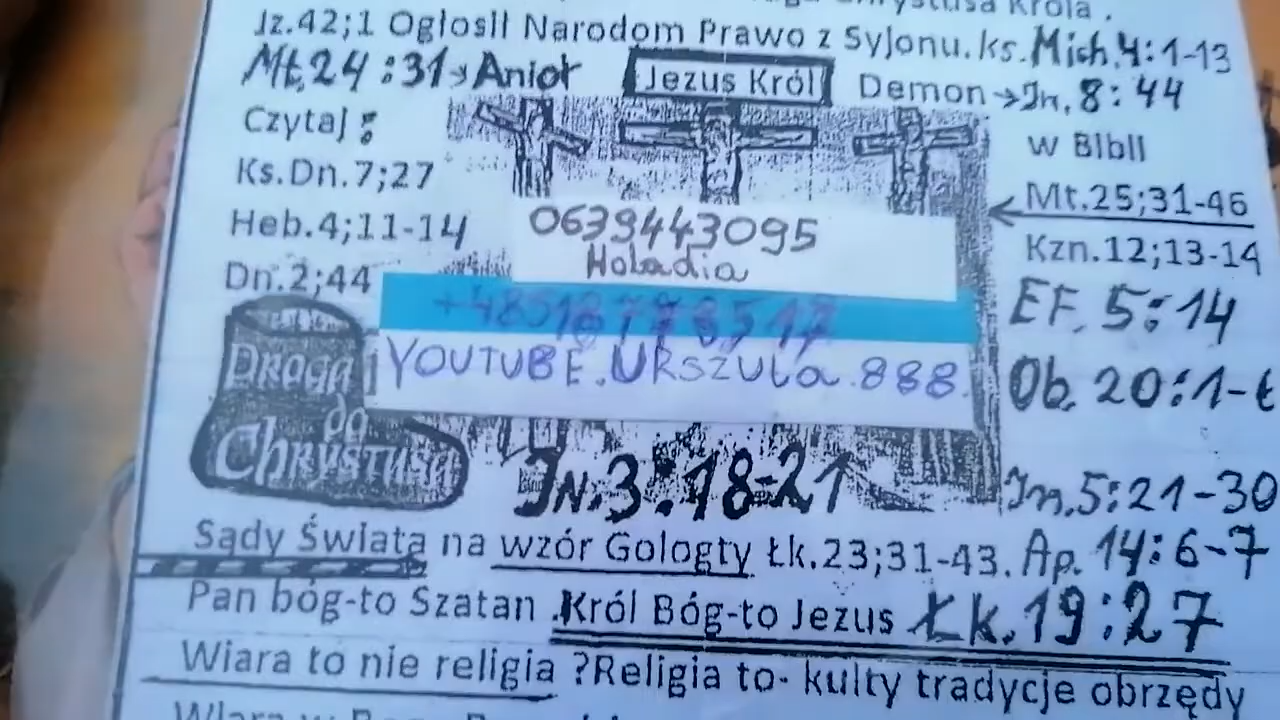 Chrystusa Króla.
Jz.42;1 Ogłosił Narodom Prawo z Syjonu.ks.Mich.4:1-13
Mt.24:31→Anioł
Jezus Król
Demon→Jn, 8:44
Czytaj:
w Biblii
Ks.Dn.7;27
Mt.25;31-46
0639443095
Heb.4;11-14
Kzn.12;13-14
Holadia
Dn.2;44
EF. 5:14
YOUTUBE.URSZULa.888.
Droga
do
Chrystusa
Ob. 20:1-
Jn.3:18-21
Jn.5:21-30
Sądy Świata na wzór Gologty Łk.23;31-43. Ap. 14:6-7
Pan bóg-to Szatan .Król Bóg-to Jezus Łk.19:27
Wiara to nie religia ?Religia to- kulty tradycje obrzędy